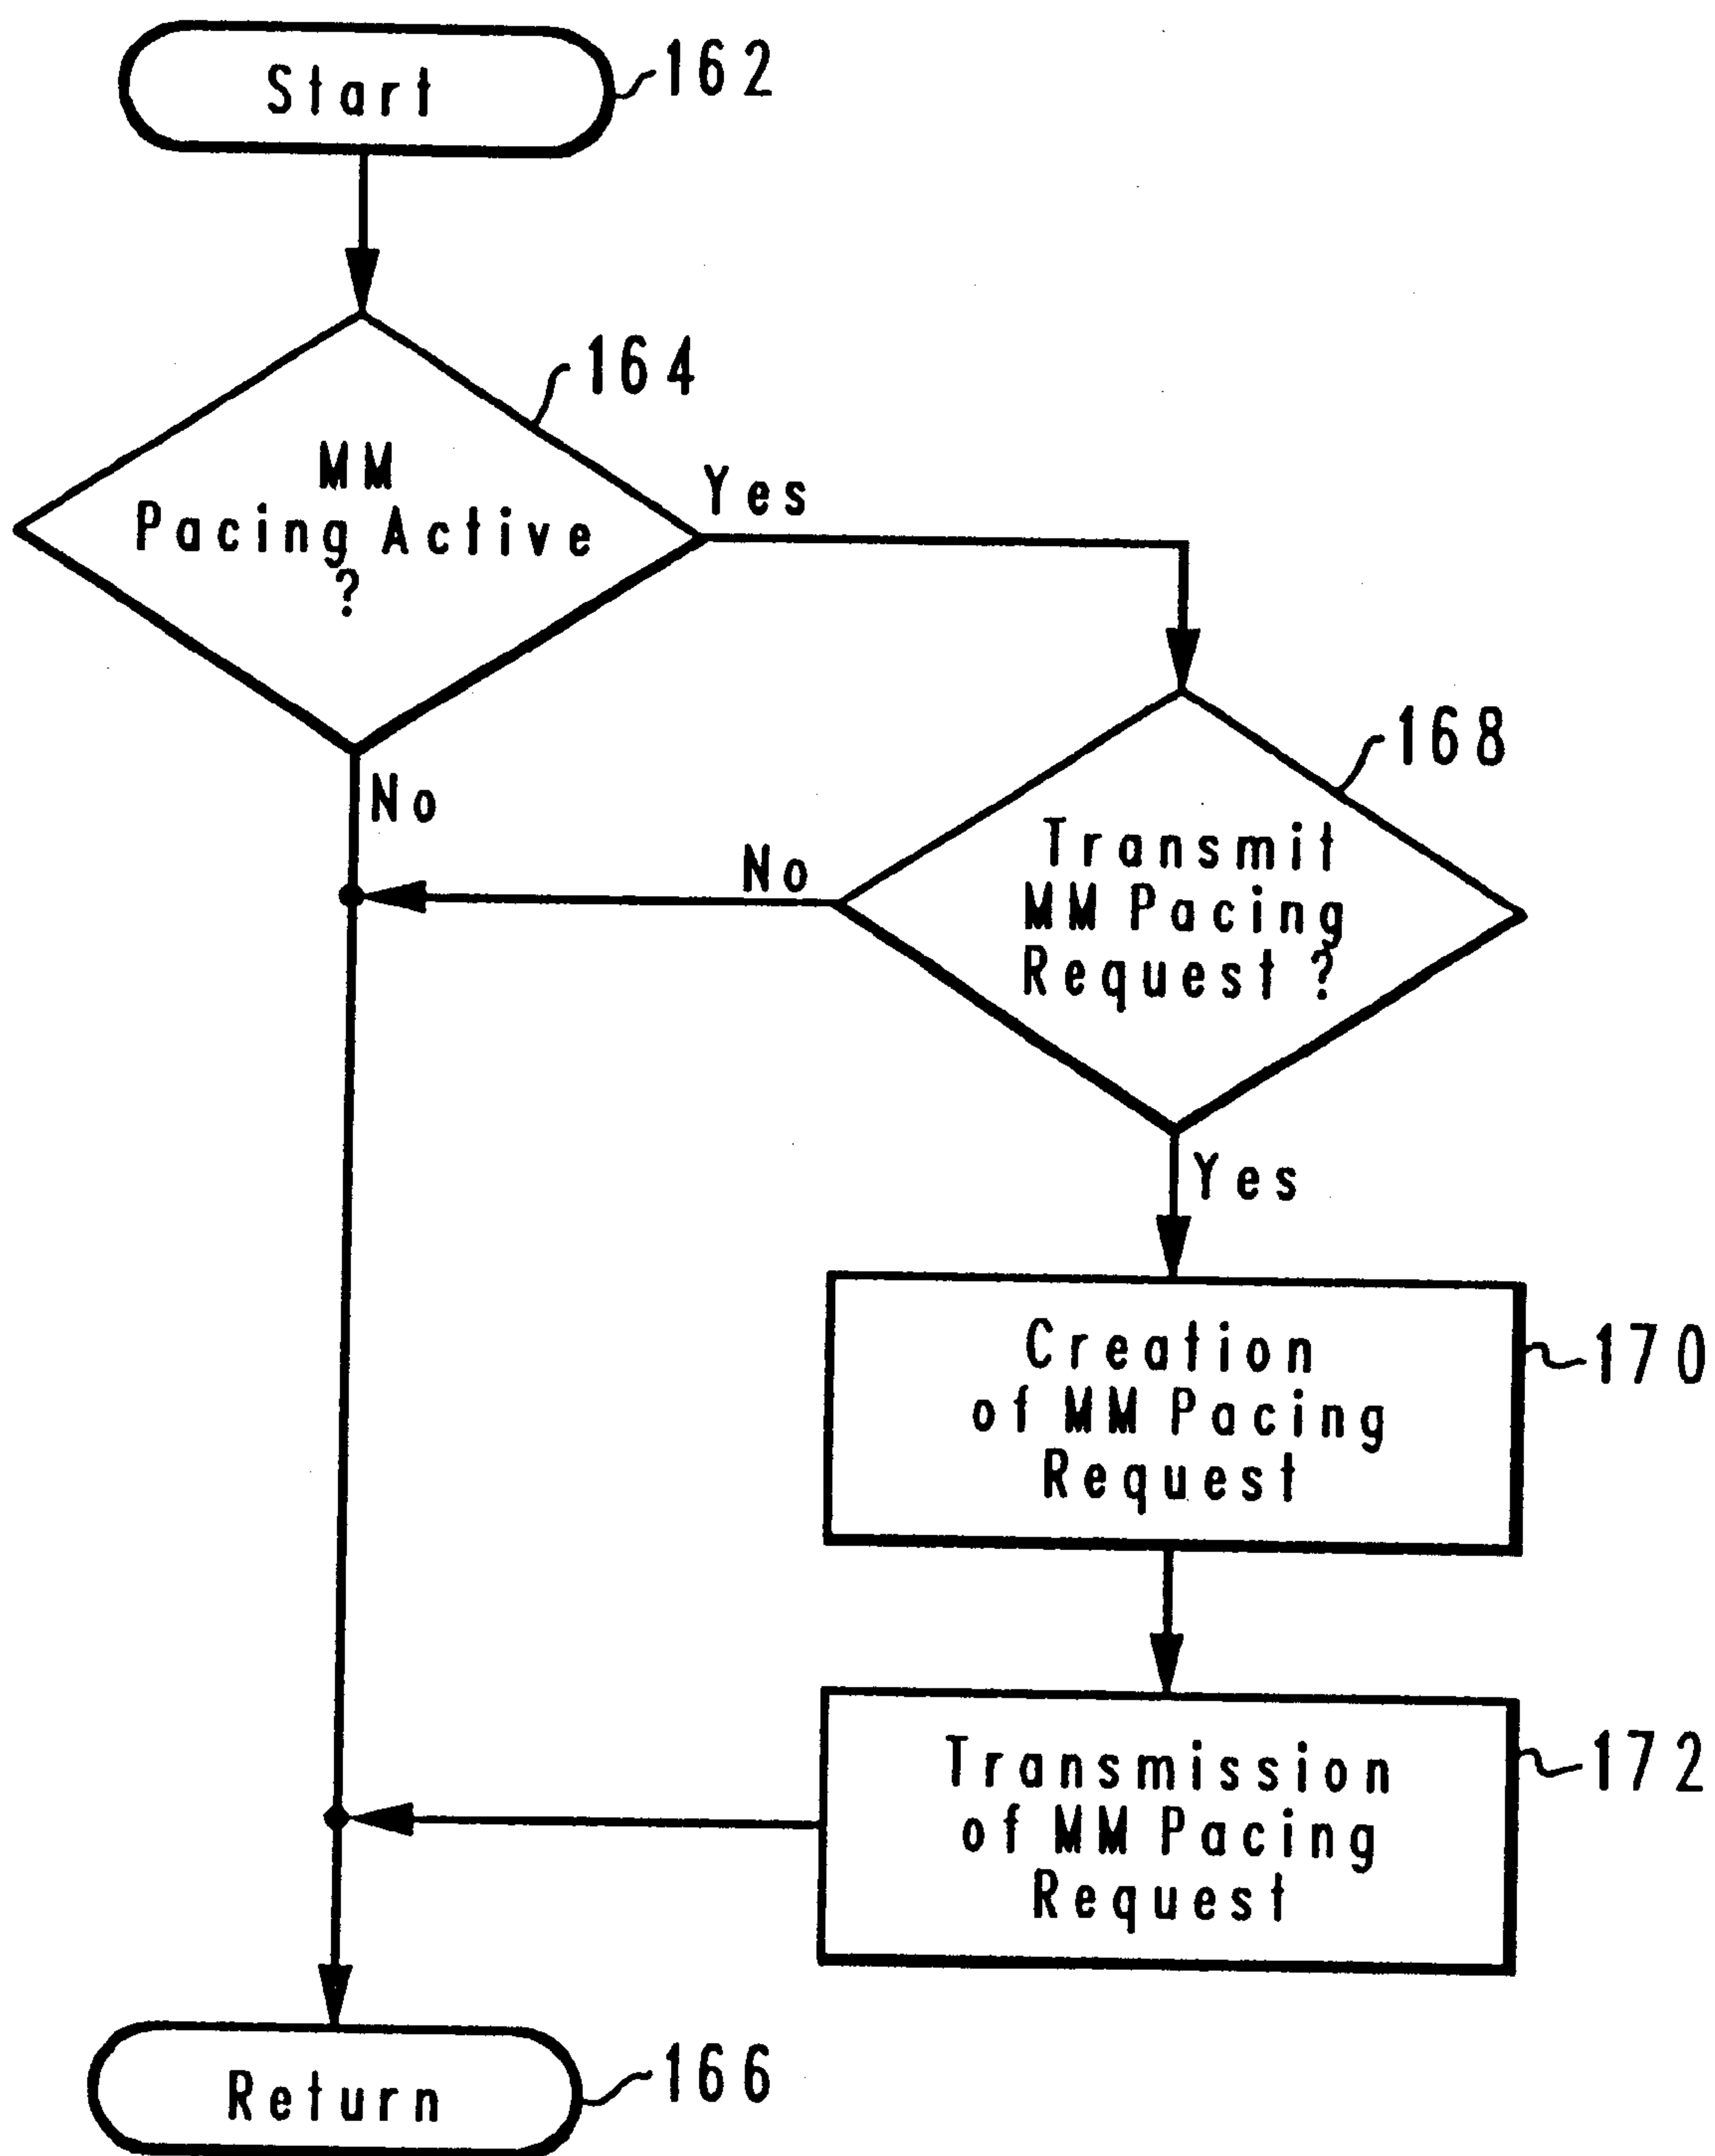 Start
162
164
MM
Pacing Active
?
Yes
No
168
Transmit
MM Pacing
Request ?
No
Yes
Creation
of MM Pacing
Request
170
Transmission
of MM Pacing
Request
172
Return
166